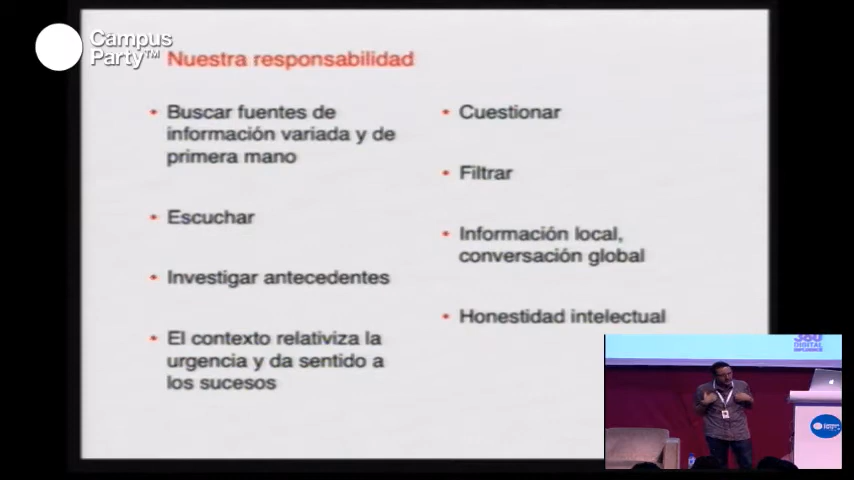 Campus
Party™
Nuestra responsabilidad
• Buscar fuentes de
información variada y de
primera mano
• Escuchar
• Investigar antecedentes
• El contexto relativiza la
urgencia y da sentido a
los sucesos
• Cuestionar
• Filtrar
• Información local,
conversación global
• Honestidad intelectual
360
DIGITAL
INFLUENCE